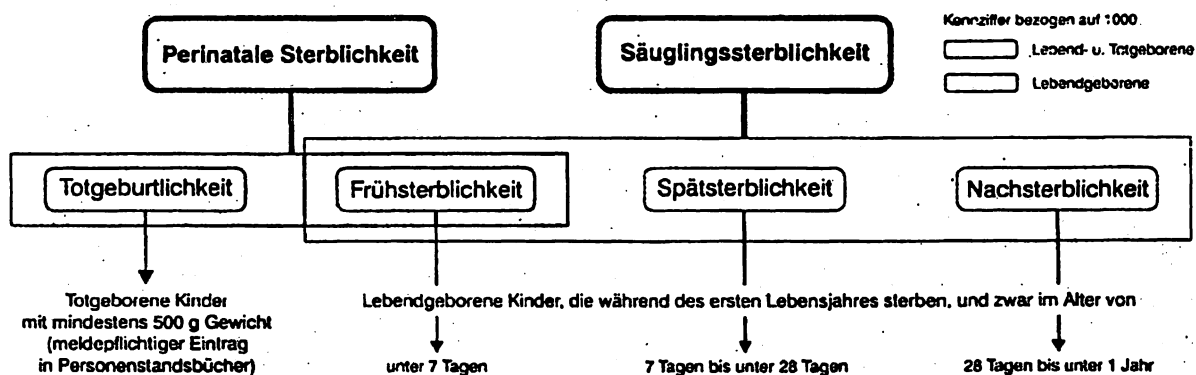 Kennziffer bezogen auf 1000
Lebend- u. Totgeborene
Lebendgeborene
Perinatale Sterblichkeit
Säuglingssterblichkeit
Totgeburtlichkeit
Frühsterblichkeit
Spätsterblichkeit
Nachsterblichkeit
Totgeborene Kinder
mit mindestens 500 g Gewicht
(meldepflichtiger Eintrag
in Personenstandsbücher)
Lebendgeborene Kinder, die während des ersten Lebensjahres sterben, und zwar im Alter von
unter 7 Tagen
7 Tagen bis unter 28 Tagen
28 Tagen bis unter 1 Jahr